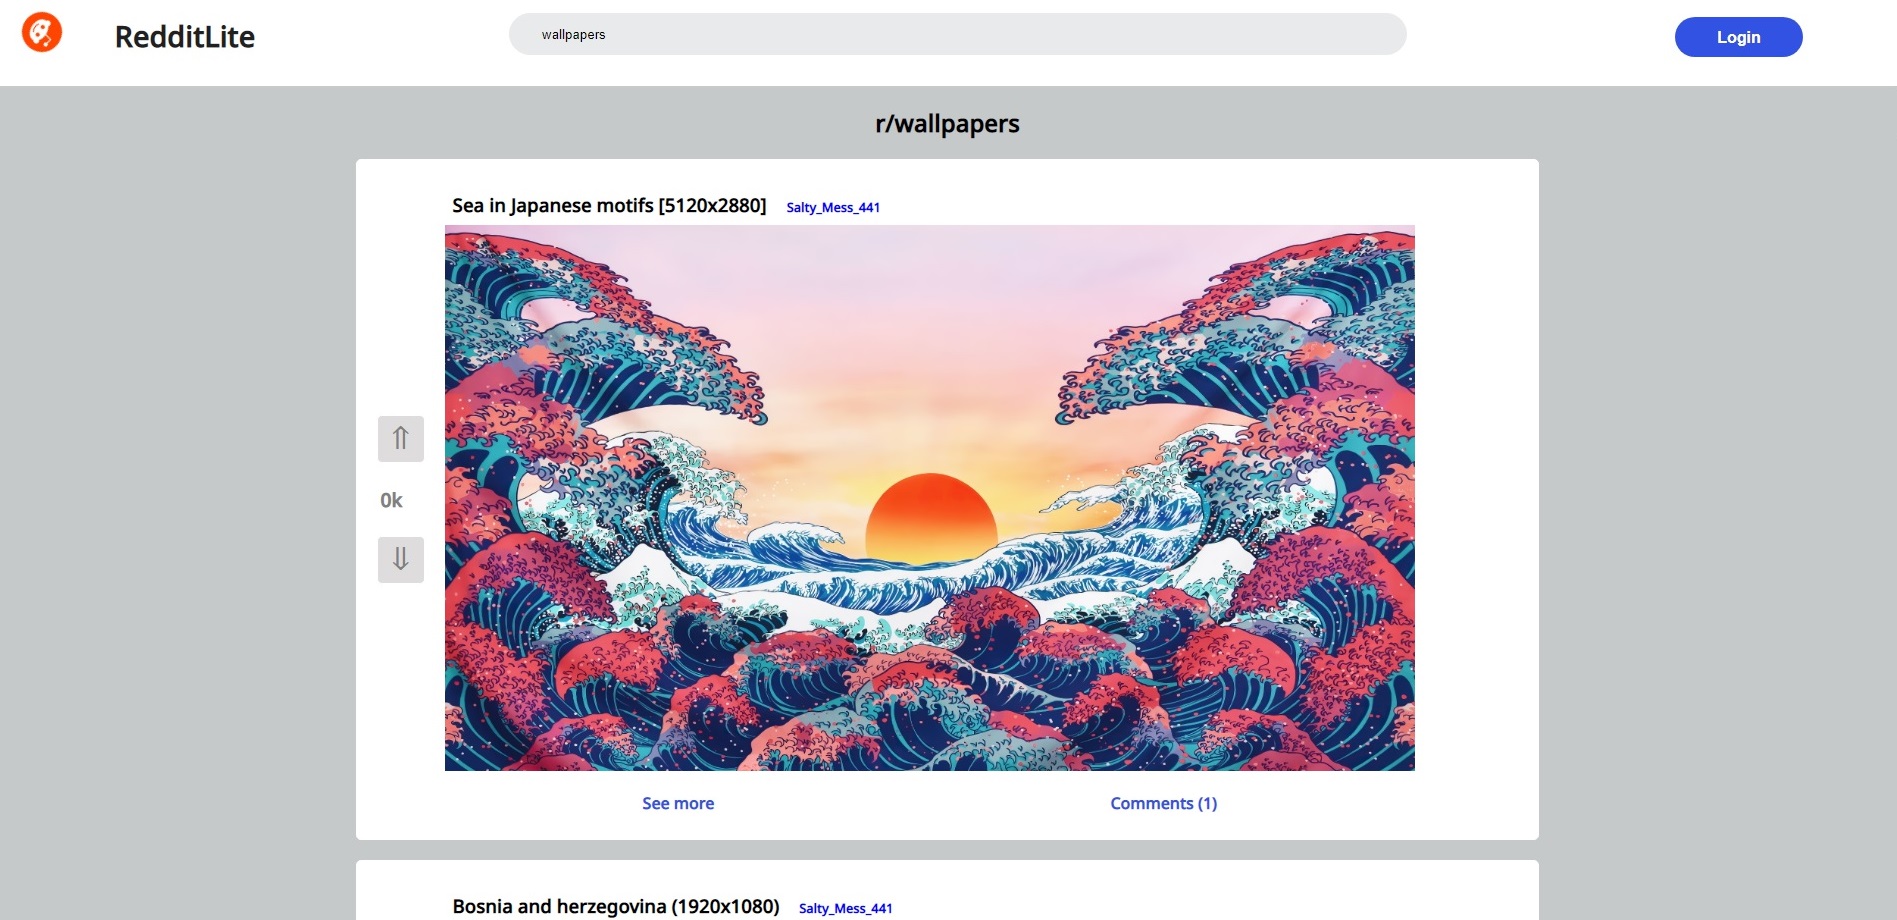 RedditLite
wallpapers
Login
r/wallpapers
Sea in Japanese motifs [5120x2880] Salty_Mess_441
⇑
0k
⇓
See more Comments (1)
Bosnia and herzegovina (1920x1080) Salty_Mess_441